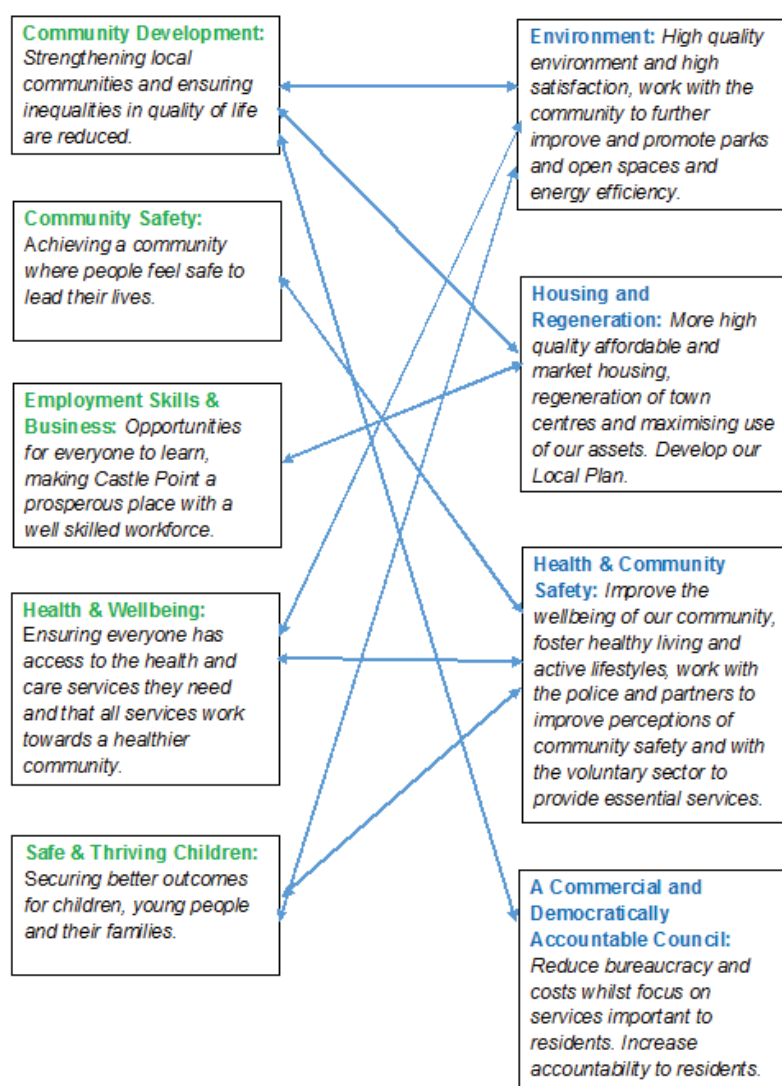 Community Development:
Strengthening local
communities and ensuring
inequalities in quality of life
are reduced.
Community Safety:
Achieving a community
where people feel safe to
lead their lives.
Employment Skills &
Business: Opportunities
for everyone to learn,
making Castle Point a
prosperous place with a
well skilled workforce.
Health & Wellbeing:
Ensuring everyone has
access to the health and
care services they need
and that all services work
towards a healthier
community.
Safe & Thriving Children:
Securing better outcomes
for children, young people
and their families.
Environment: High quality
environment and high
satisfaction, work with the
community to further
improve and promote parks
and open spaces and
energy efficiency.
Housing and
Regeneration: More high
quality affordable and
market housing,
regeneration of town
centres and maximising use
of our assets. Develop our
Local Plan.
Health & Community
Safety: Improve the
wellbeing of our community,
foster healthy living and
active lifestyles, work with
the police and partners to
improve perceptions of
community safety and with
the voluntary sector to
provide essential services.
A Commercial and
Democratically
Accountable Council:
Reduce bureaucracy and
costs whilst focus on
services important to
residents. Increase
accountability to residents.